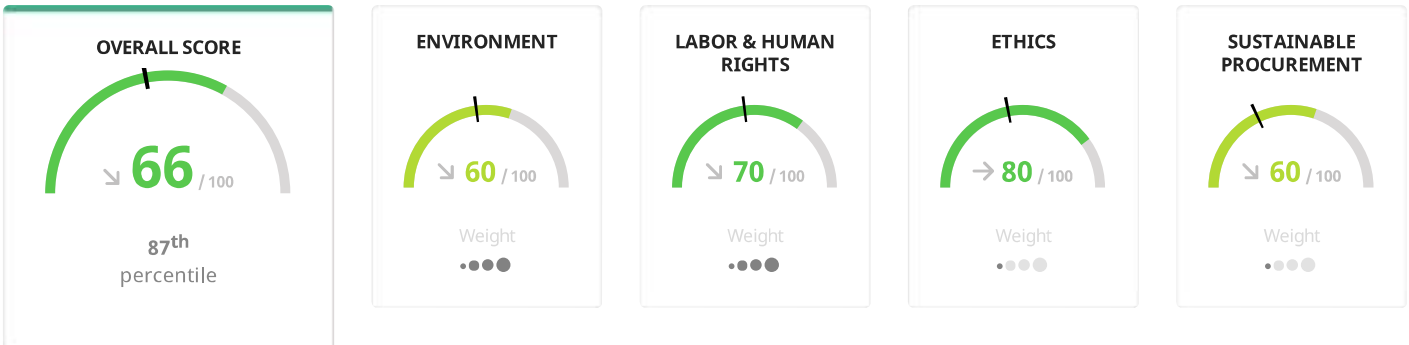 OVERALL SCORE
66 / 100
87th
percentile
ENVIRONMENT
60 / 100
Weight
LABOR & HUMAN
RIGHTS
70 / 100
Weight
ETHICS
80 / 100
Weight
SUSTAINABLE
PROCUREMENT
60 / 100
Weight